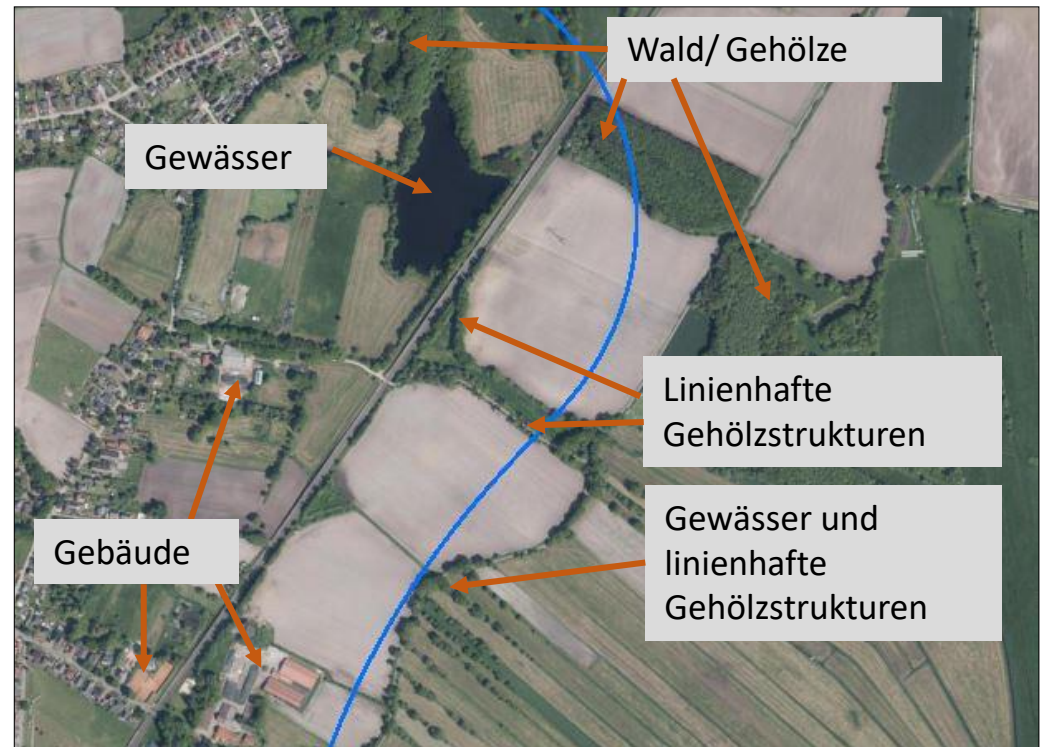 Wald/ Gehölze
Gewässer
Linienhafte
Gehölzstrukturen
Gewässer und
linienhafte
Gehölzstrukturen
Gebäude